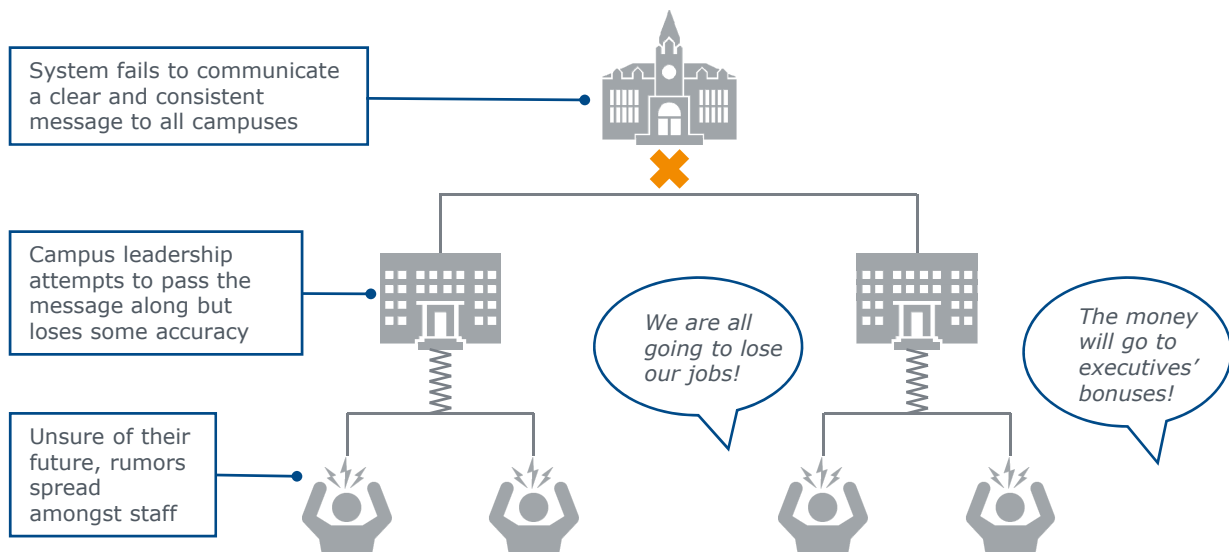 System fails to communicate
a clear and consistent
message to all campuses
Campus leadership
attempts to pass the
message along but
loses some accuracy
We are all
going to lose
our jobs!
The money
will go to
executives’
bonuses!
Unsure of their
future, rumors
spread
amongst staff